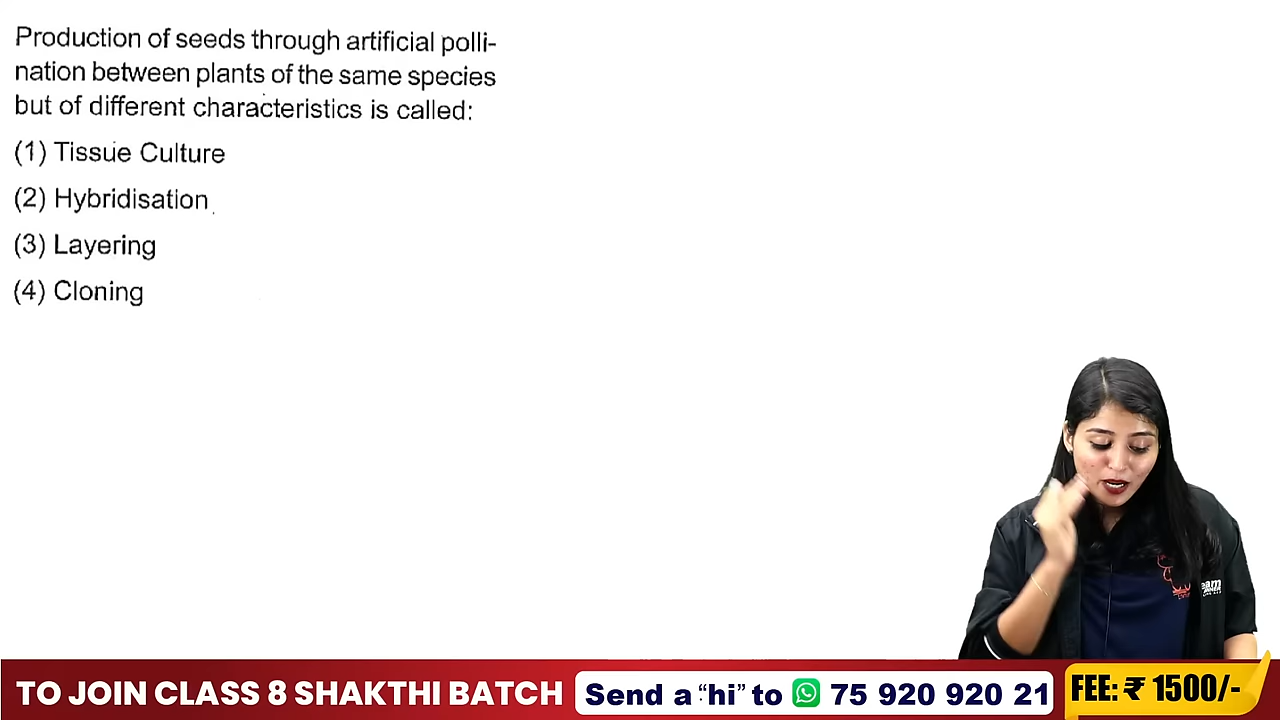 Production of seeds through artificial polli-
nation between plants of the same species
but of different characteristics is called:
(1) Tissue Culture
(2) Hybridisation
(3) Layering
(4) Cloning
TO JOIN CLASS 8 SHAKTHI BATCH
Send a “hi” to 75 920 920 21
FEE: ₹ 1500/-